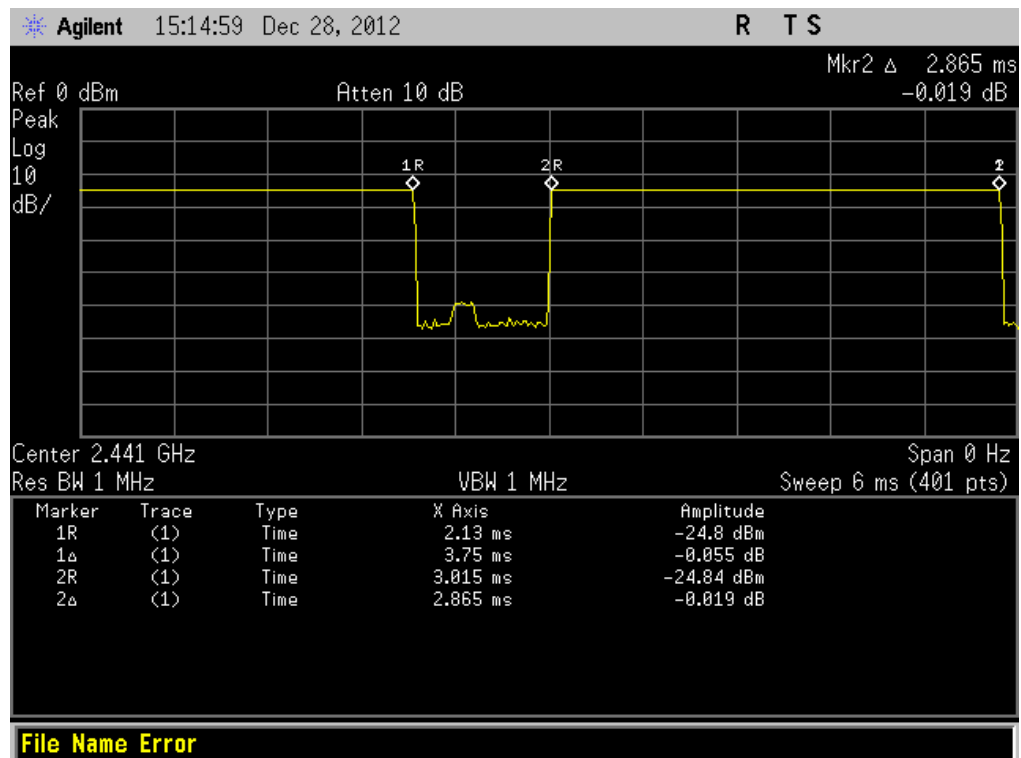 Agilent 15:14:59 Dec 28, 2012 R T S
Mkr2 Δ 2.865 ms
Ref 0 dBm Atten 10 dB -0.019 dB
Peak
Log
10
dB/
1R 2R 2
Center 2.441 GHz Span 0 Hz
Res BW 1 MHz VBW 1 MHz Sweep 6 ms (401 pts)
Marker Trace Type X Axis Amplitude
1R (1) Time 2.13 ms -24.8 dBm
1Δ (1) Time 3.75 ms -0.055 dB
2R (1) Time 3.015 ms -24.84 dBm
2Δ (1) Time 2.865 ms -0.019 dB
File Name Error